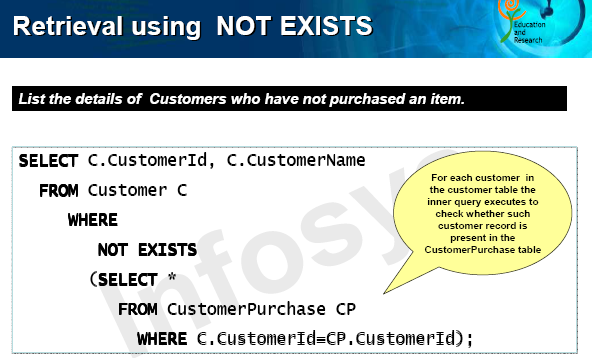 Retrieval using NOT EXISTS
Education
and
Research
List the details of Customers who have not purchased an item.
SELECT C.CustomerId, C.CustomerName
FROM Customer C
WHERE
NOT EXISTS
(SELECT *
FROM CustomerPurchase CP
WHERE C.CustomerId=CP.CustomerId);
For each customer in
the customer table the
inner query executes to
check whether such
customer record is
present in the
CustomerPurchase table
Infosys